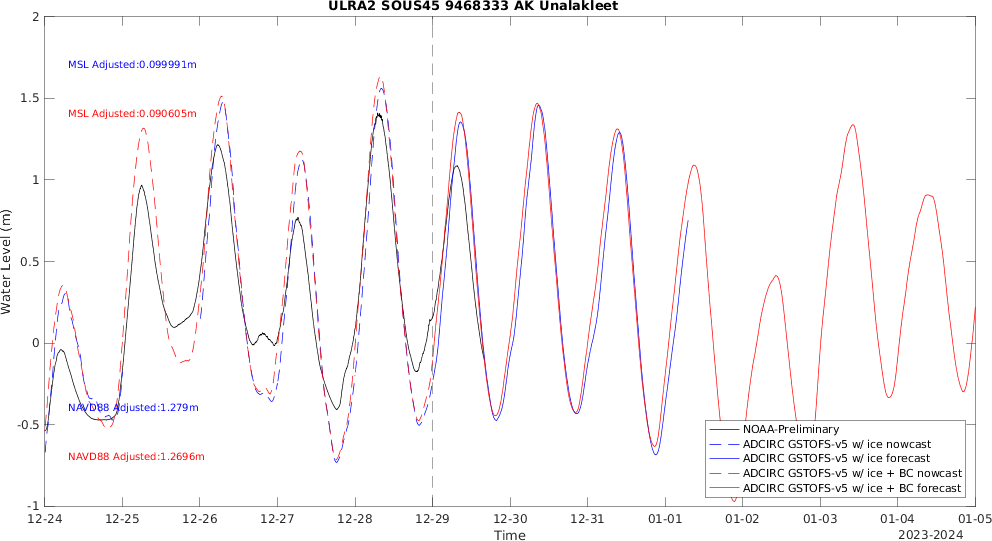 ULRA2 SOUS45 9468333 AK Unalakleet
2
1.5
1
0.5
0
-0.5
-1
Water Level (m)
MSL Adjusted:0.099991m
MSL Adjusted:0.090605m
NAVD88 Adjusted:1.279m
NAVD88 Adjusted:1.2696m
NOAA-Preliminary
ADCIRC GSTOFS-v5 w/ ice nowcast
ADCIRC GSTOFS-v5 w/ ice forecast
ADCIRC GSTOFS-v5 w/ ice + BC nowcast
ADCIRC GSTOFS-v5 w/ ice + BC forecast
12-24 12-25 12-26 12-27 12-28 12-29 12-30 12-31 01-01 01-02 01-03 01-04 01-05
Time
2023-2024